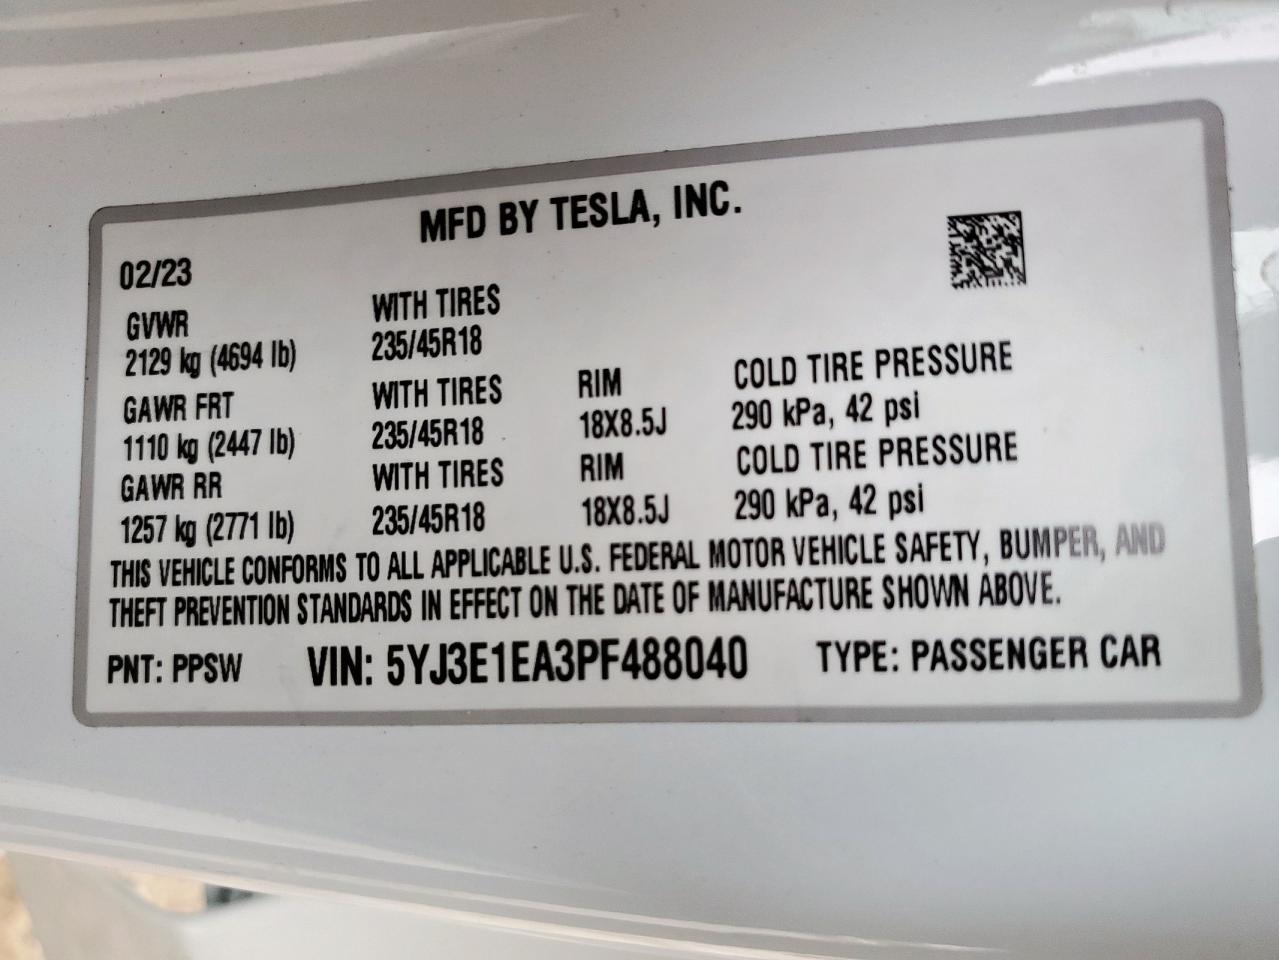 MFD BY TESLA, INC.
02/23
GVWR WITH TIRES
2129 kg (4694 lb) 235/45R18
GAWR FRT WITH TIRES RIM COLD TIRE PRESSURE
1110 kg (2447 lb) 235/45R18 18X8.5J 290 kPa, 42 psi
GAWR RR WITH TIRES RIM COLD TIRE PRESSURE
1257 kg (2771 lb) 235/45R18 18X8.5J 290 kPa, 42 psi
THIS VEHICLE CONFORMS TO ALL APPLICABLE U.S. FEDERAL MOTOR VEHICLE SAFETY, BUMPER, AND
THEFT PREVENTION STANDARDS IN EFFECT ON THE DATE OF MANUFACTURE SHOWN ABOVE.
PNT: PPSW VIN: 5YJ3E1EA3PF488040 TYPE: PASSENGER CAR